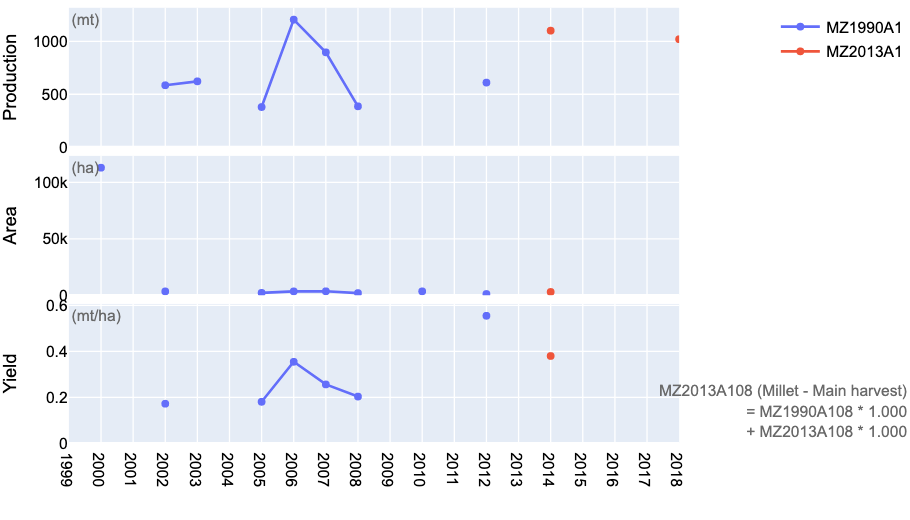 (mt)
Production
1000
500
0
MZ1990A1
MZ2013A1
(ha)
Area
100k
50k
0
(mt/ha)
Yield
0.6
0.4
0.2
0
MZ2013A108 (Millet - Main harvest)
= MZ1990A108 * 1.000
+ MZ2013A108 * 1.000
1999
2000
2001
2002
2003
2004
2005
2006
2007
2008
2009
2010
2011
2012
2013
2014
2015
2016
2017
2018